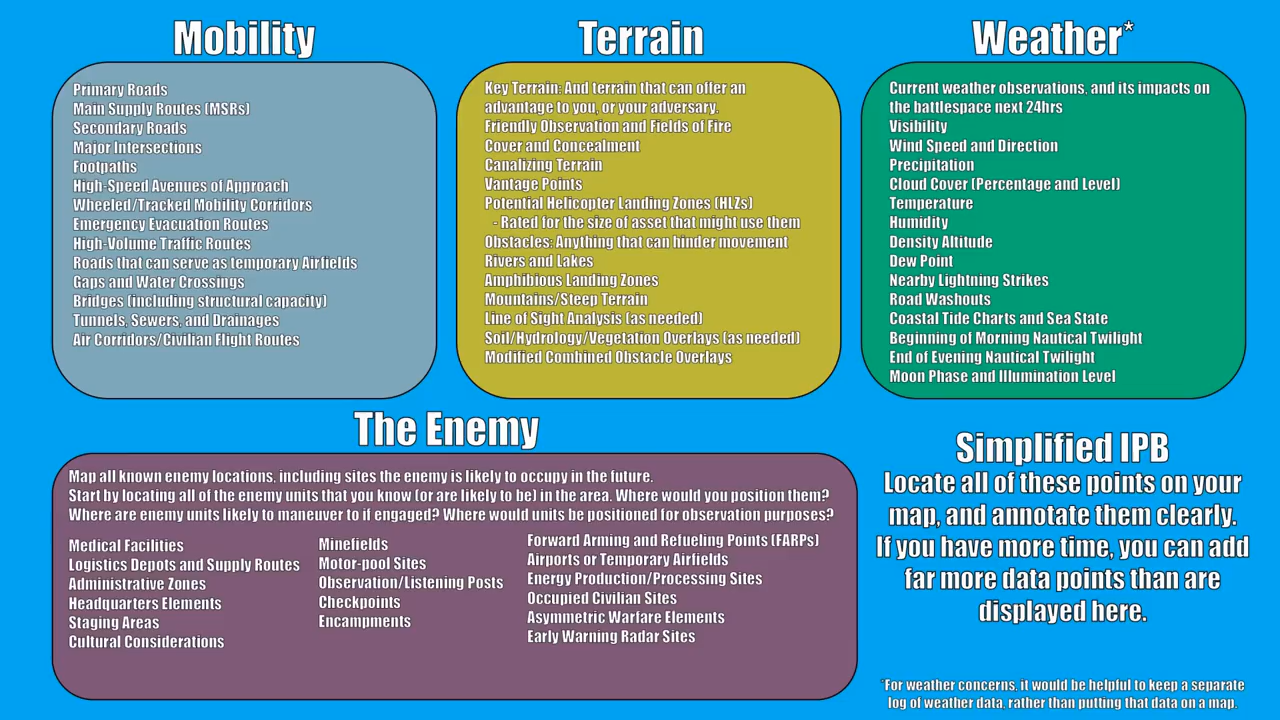 Mobility
Primary Roads
Main Supply Routes (MSRs)
Secondary Roads
Major Intersections
Footpaths
High-Speed Avenues of Approach
Wheeled/Tracked Mobility Corridors
Emergency Evacuation Routes
High-Volume Traffic Routes
Roads that can serve as temporary Airfields
Gaps and Water Crossings
Bridges (including structural capacity)
Tunnels, Sewers, and Drainages
Air Corridors/Civilian Flight Routes
Terrain
Key Terrain: And terrain that can offer an
advantage to you, or your adversary.
Friendly Observation and Fields of Fire
Cover and Concealment
Canalizing Terrain
Vantage Points
Potential Helicopter Landing Zones (HLZs)
- Rated for the size of asset that might use them
Obstacles: Anything that can hinder movement
Rivers and Lakes
Amphibious Landing Zones
Mountains/Steep Terrain
Line of Sight Analysis (as needed)
Soil/Hydrology/Vegetation Overlays (as needed)
Modified Combined Obstacle Overlays
Weather*
Current weather observations, and its impacts on
the battlespace next 24hrs
Visibility
Wind Speed and Direction
Precipitation
Cloud Cover (Percentage and Level)
Temperature
Humidity
Density Altitude
Dew Point
Nearby Lightning Strikes
Road Washouts
Coastal Tide Charts and Sea State
Beginning of Morning Nautical Twilight
End of Evening Nautical Twilight
Moon Phase and Illumination Level
The Enemy
Map all known enemy locations, including sites the enemy is likely to occupy in the future.
Start by locating all of the enemy units that you know (or are likely to be) in the area. Where would you position them?
Where are enemy units likely to maneuver to if engaged? Where would units be positioned for observation purposes?
Medical Facilities
Logistics Depots and Supply Routes
Administrative Zones
Headquarters Elements
Staging Areas
Cultural Considerations
Minefields
Motor-pool Sites
Observation/Listening Posts
Checkpoints
Encampments
Forward Arming and Refueling Points (FARPs)
Airports or Temporary Airfields
Energy Production/Processing Sites
Occupied Civilian Sites
Asymmetric Warfare Elements
Early Warning Radar Sites
Simplified IPB
Locate all of these points on your
map, and annotate them clearly.
If you have more time, you can add
far more data points than are
displayed here.
*For weather concerns, it would be helpful to keep a separate
log of weather data, rather than putting that data on a map.